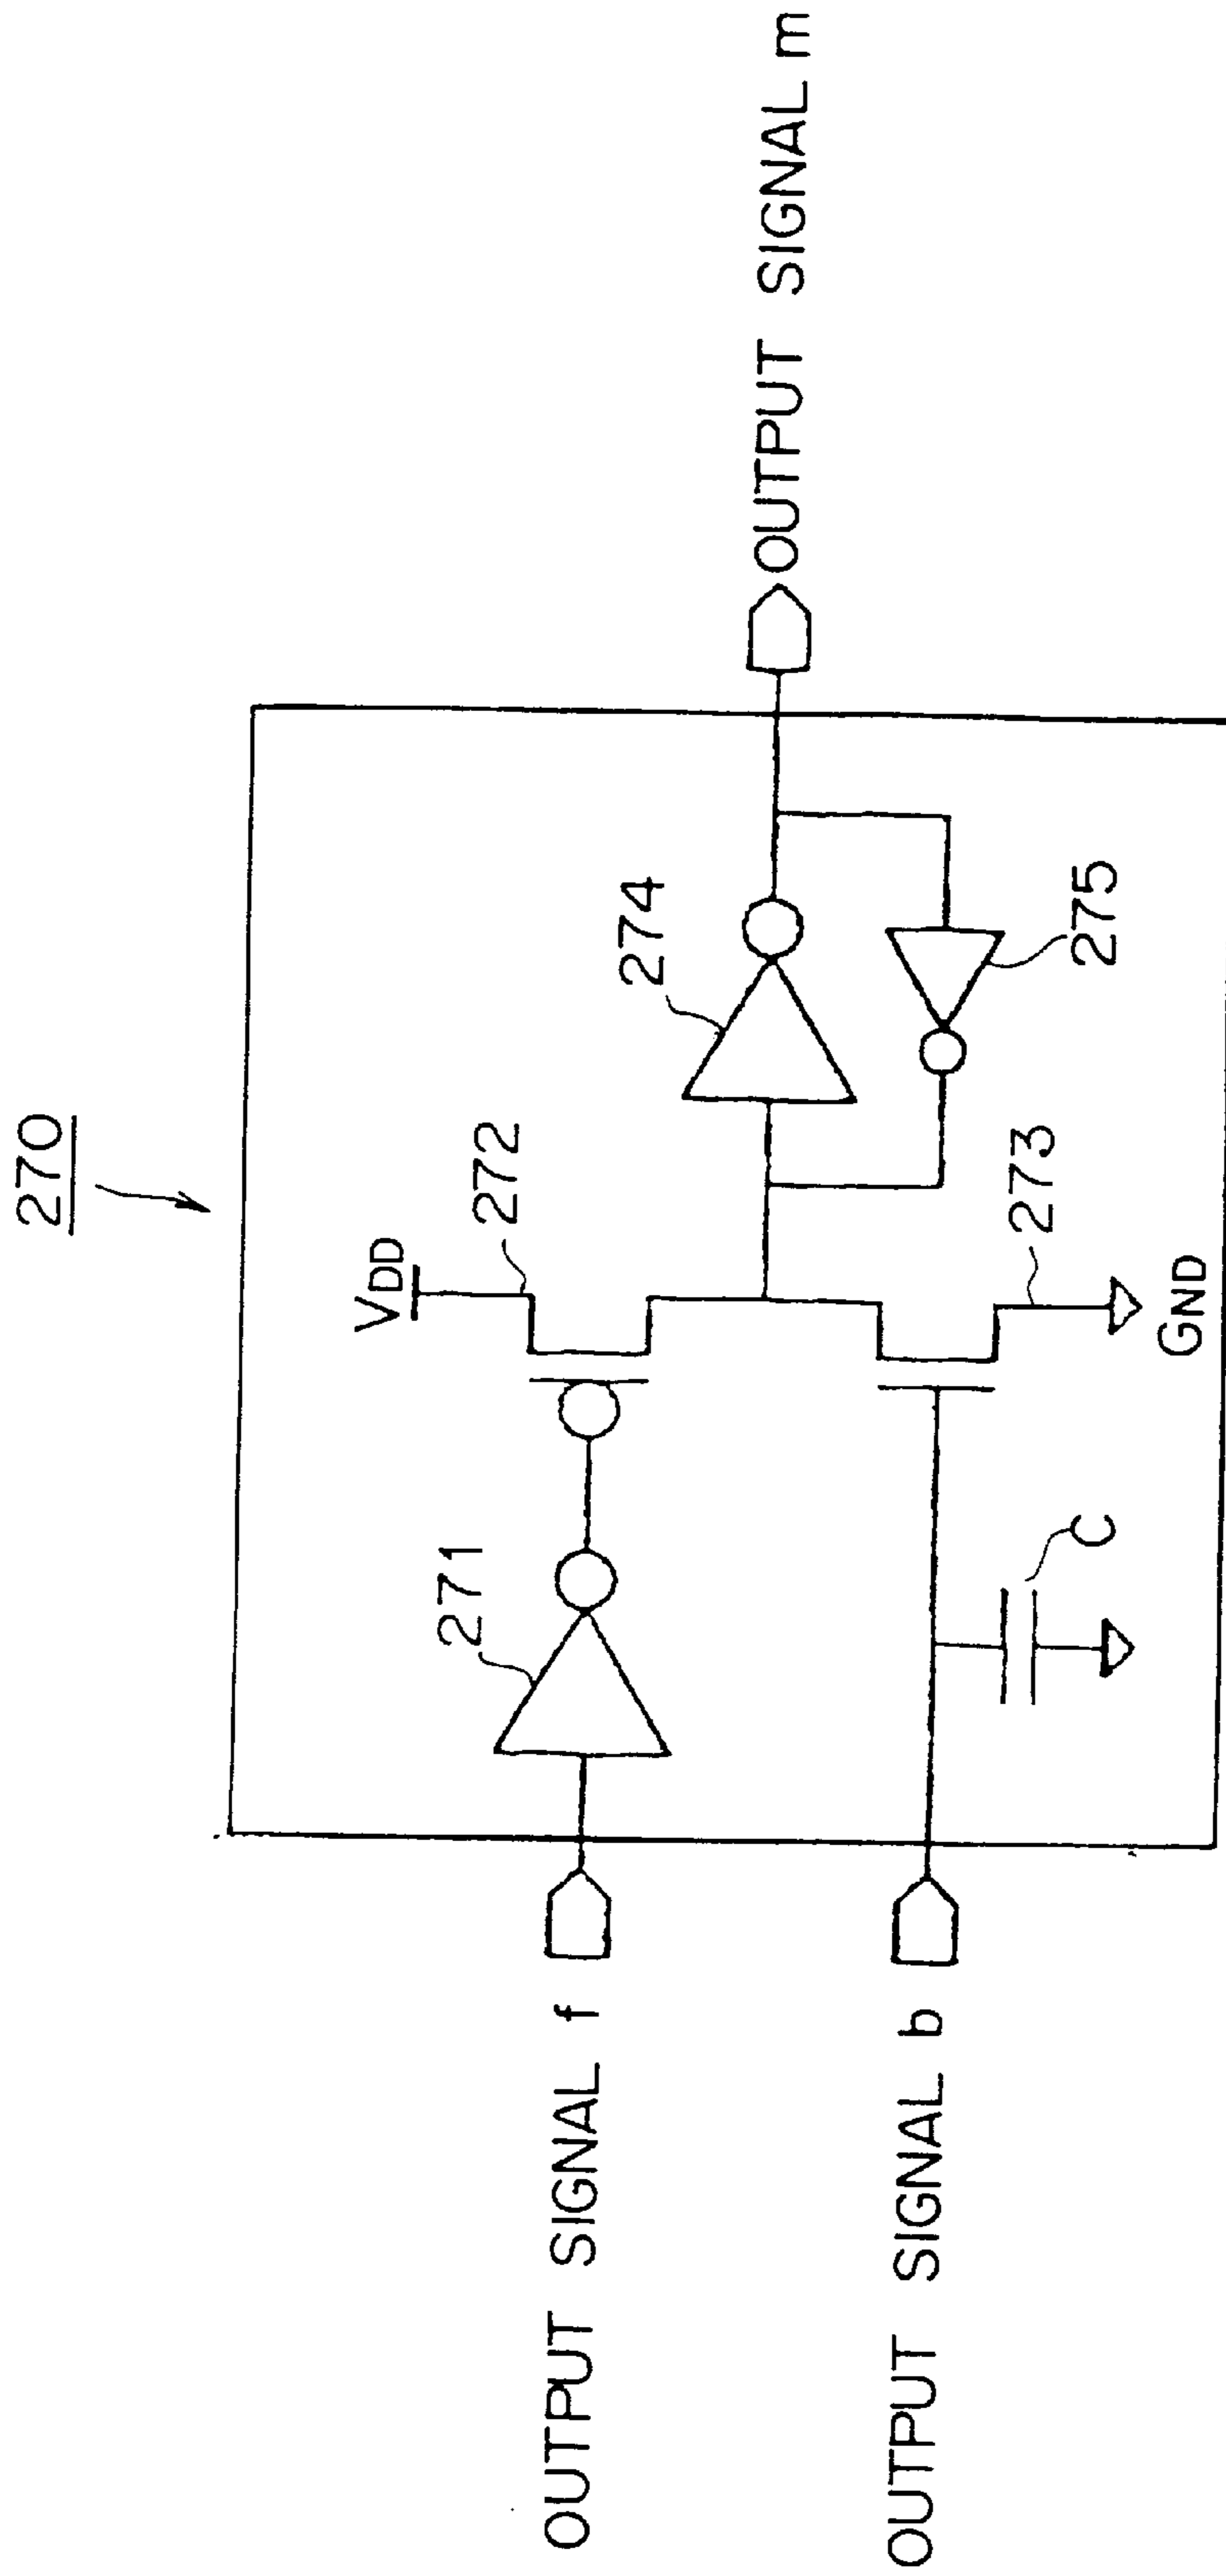 270
VDD
271
272
274
OUTPUT SIGNAL f
OUTPUT SIGNAL m
OUTPUT SIGNAL b
C
273
275
GND